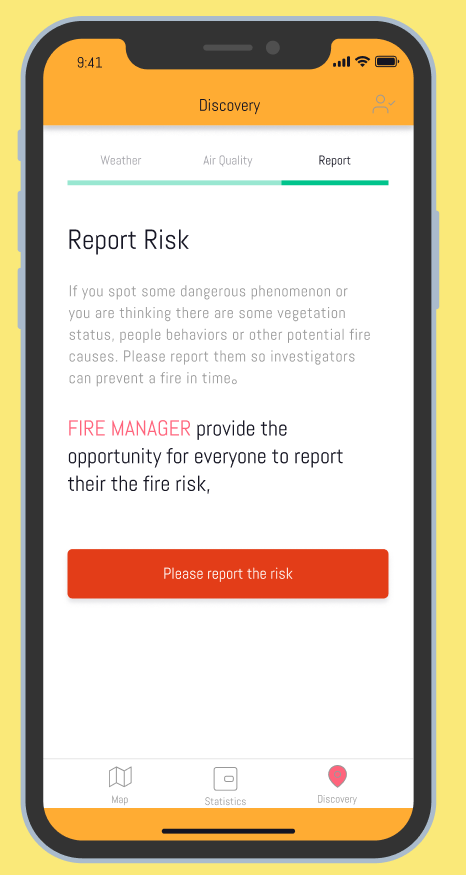 9:41
Discovery
Weather Air Quality Report
Report Risk
If you spot some dangerous phenomenon or
you are thinking there are some vegetation
status, people behaviors or other potential fire
causes. Please report them so investigators
can prevent a fire in time。
FIRE MANAGER provide the
opportunity for everyone to report
their the fire risk,
Please report the risk
Map Statistics Discovery